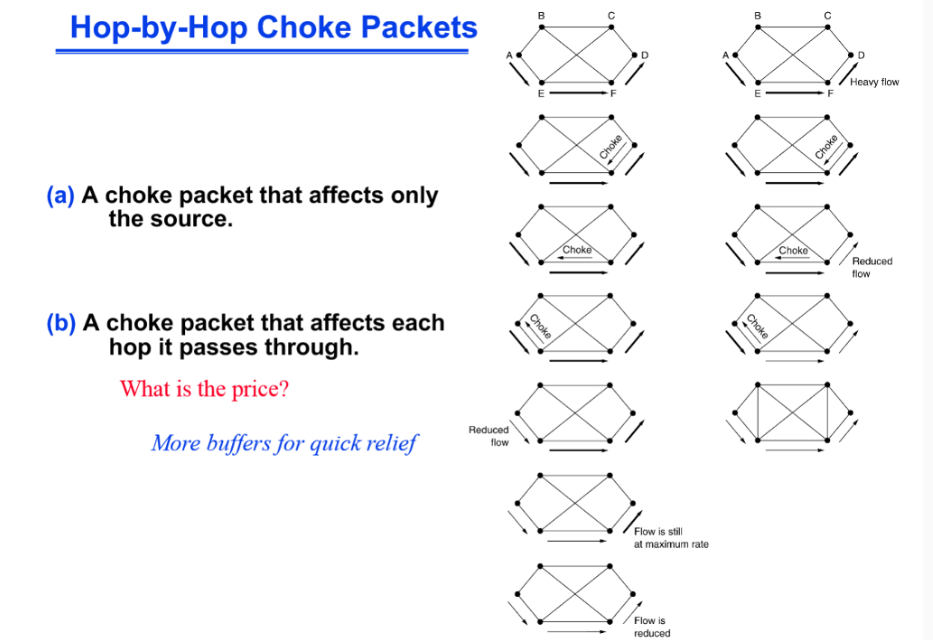 Hop-by-Hop Choke Packets
(a) A choke packet that affects only
the source.
(b) A choke packet that affects each
hop it passes through.
What is the price?
More buffers for quick relief
B C
A D
E F
Choke
Choke
Choke
Reduced
flow
Flow is still
at maximum rate
Flow is
reduced
B C
A D
Heavy flow
E F
Choke
Choke
Reduced
flow
Choke